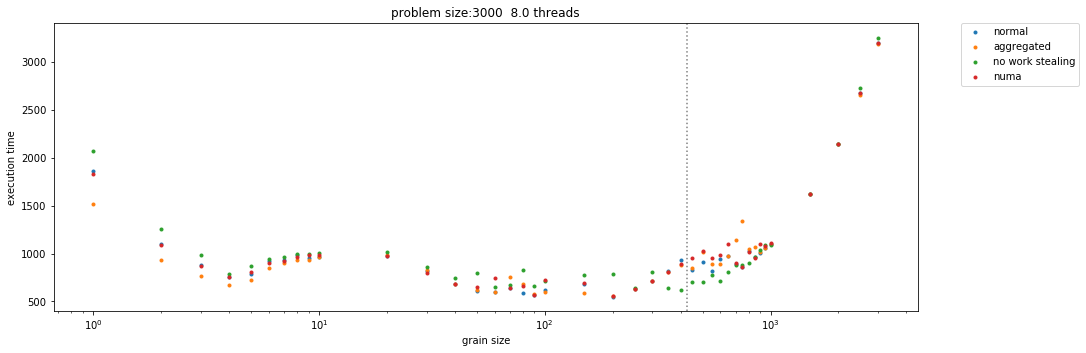 problem size:3000  8.0 threads
normal
aggregated
no work stealing
numa
execution time
3000
2500
2000
1500
1000
500
10⁰
10¹
10²
10³
grain size